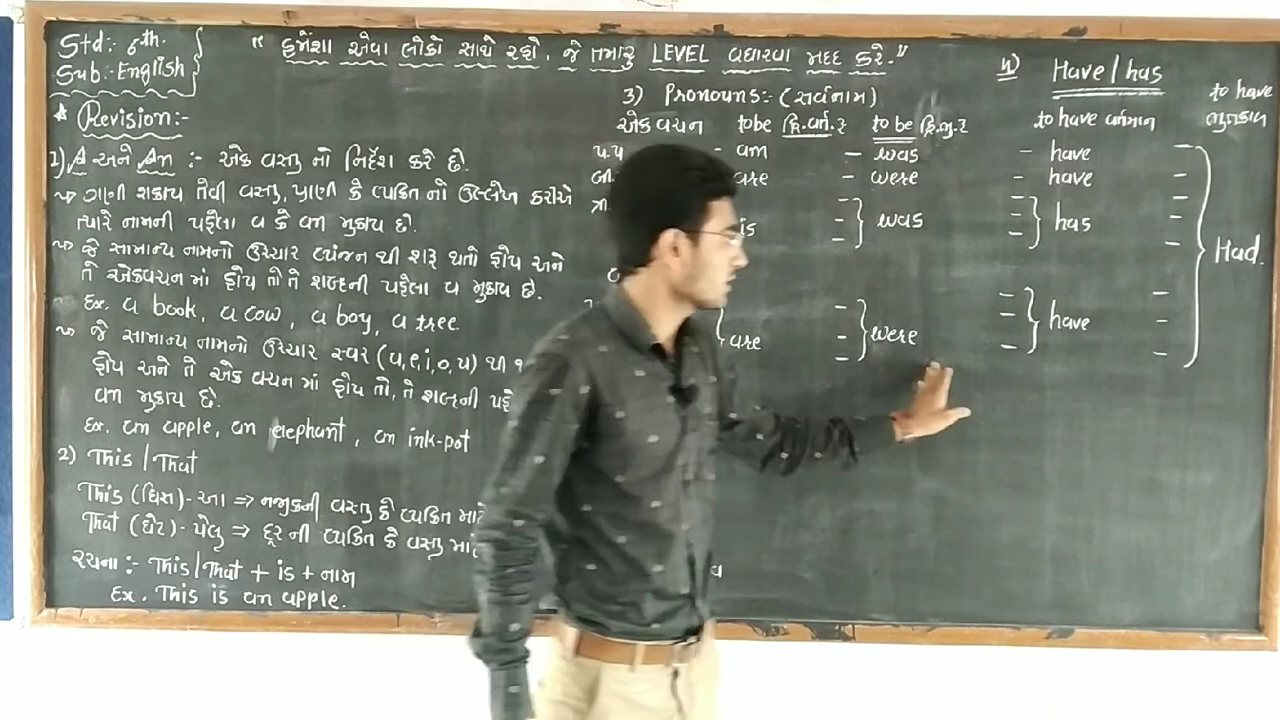 Std:- 6th.
Sub:- English
" હંમેશા એવા લોકો સાથે રહો, જે તમારુ LEVEL વધારવા મદદ કરે."
* Revision:-
1) A અને An :- એક વસ્તુ નો નિર્દેશ કરે છે.
ગણી શકાય તેવી વસ્તુ, પ્રાણી કે વ્યકિત નો ઉલ્લેખ કરીએ
ત્યારે નામની પહેલા a કે an મુકાય છે.
જે સામાન્ય નામનો ઉચ્ચાર વ્યંજન થી શરૂ થતો હોય અને
તે એકવચન માં હોય તો તે શબ્દની પહેલા a મુકાય છે.
Ex. a book, a cow, a boy, a tree.
જે સામાન્ય નામનો ઉચ્ચાર સ્વર (a, e, i, o, u) થી
હોય અને તે એક વચન માં હોય તો, તે શબ્દની
an મુકાય છે.
Ex. an apple, an elephant, an ink-pot
2) This / That
This (ધિસ) - આ ⇒ નજીકની વસ્તુ કે વ્યકિત
That (ધેટ) - પેલુ ⇒ દૂર ની વ્યકિત કે વસ્તુ
રચના :- This/That + is + નામ
Ex. This is an apple.
3) Pronouns:- (સર્વનામ)
એક વચન to be ક્રિ.વર્ત.રૂ to be ક્રિ.ભુ.રૂ
પ.પુ - am - was
બી. are - were
ત્રી. is } was
are } were
4) Have / has
to have વર્તમાન to have ભુતકાળ
- have
- have
} has
} have
} Had.